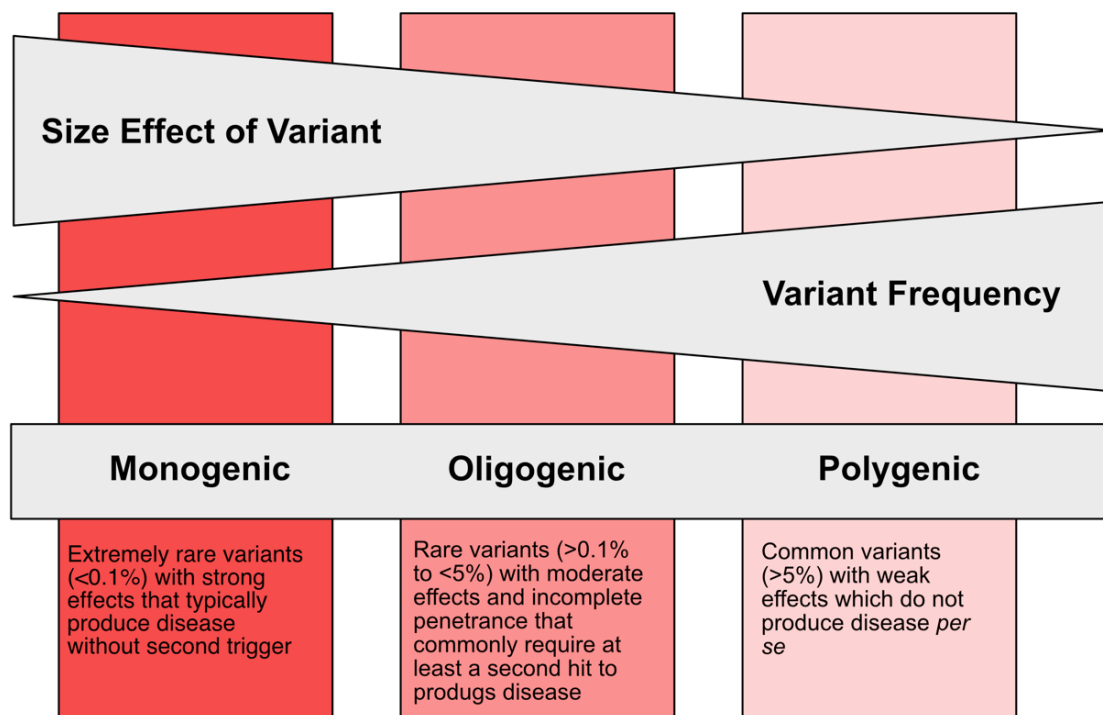 Size Effect of Variant
Variant Frequency
Monogenic
Oligogenic
Polygenic
Extremely rare variants
(<0.1%) with strong
effects that typically
produce disease
without second trigger
Rare variants (>0.1%
to <5%) with moderate
effects and incomplete
penetrance that
commonly require at
least a second hit to
produgs disease
Common variants
(>5%) with weak
effects which do not
produce disease per
se